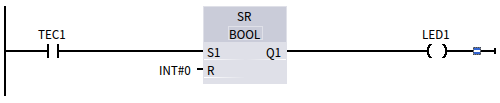 SR
TEC1
BOOL
LED1
S1
Q1
INT#0
R